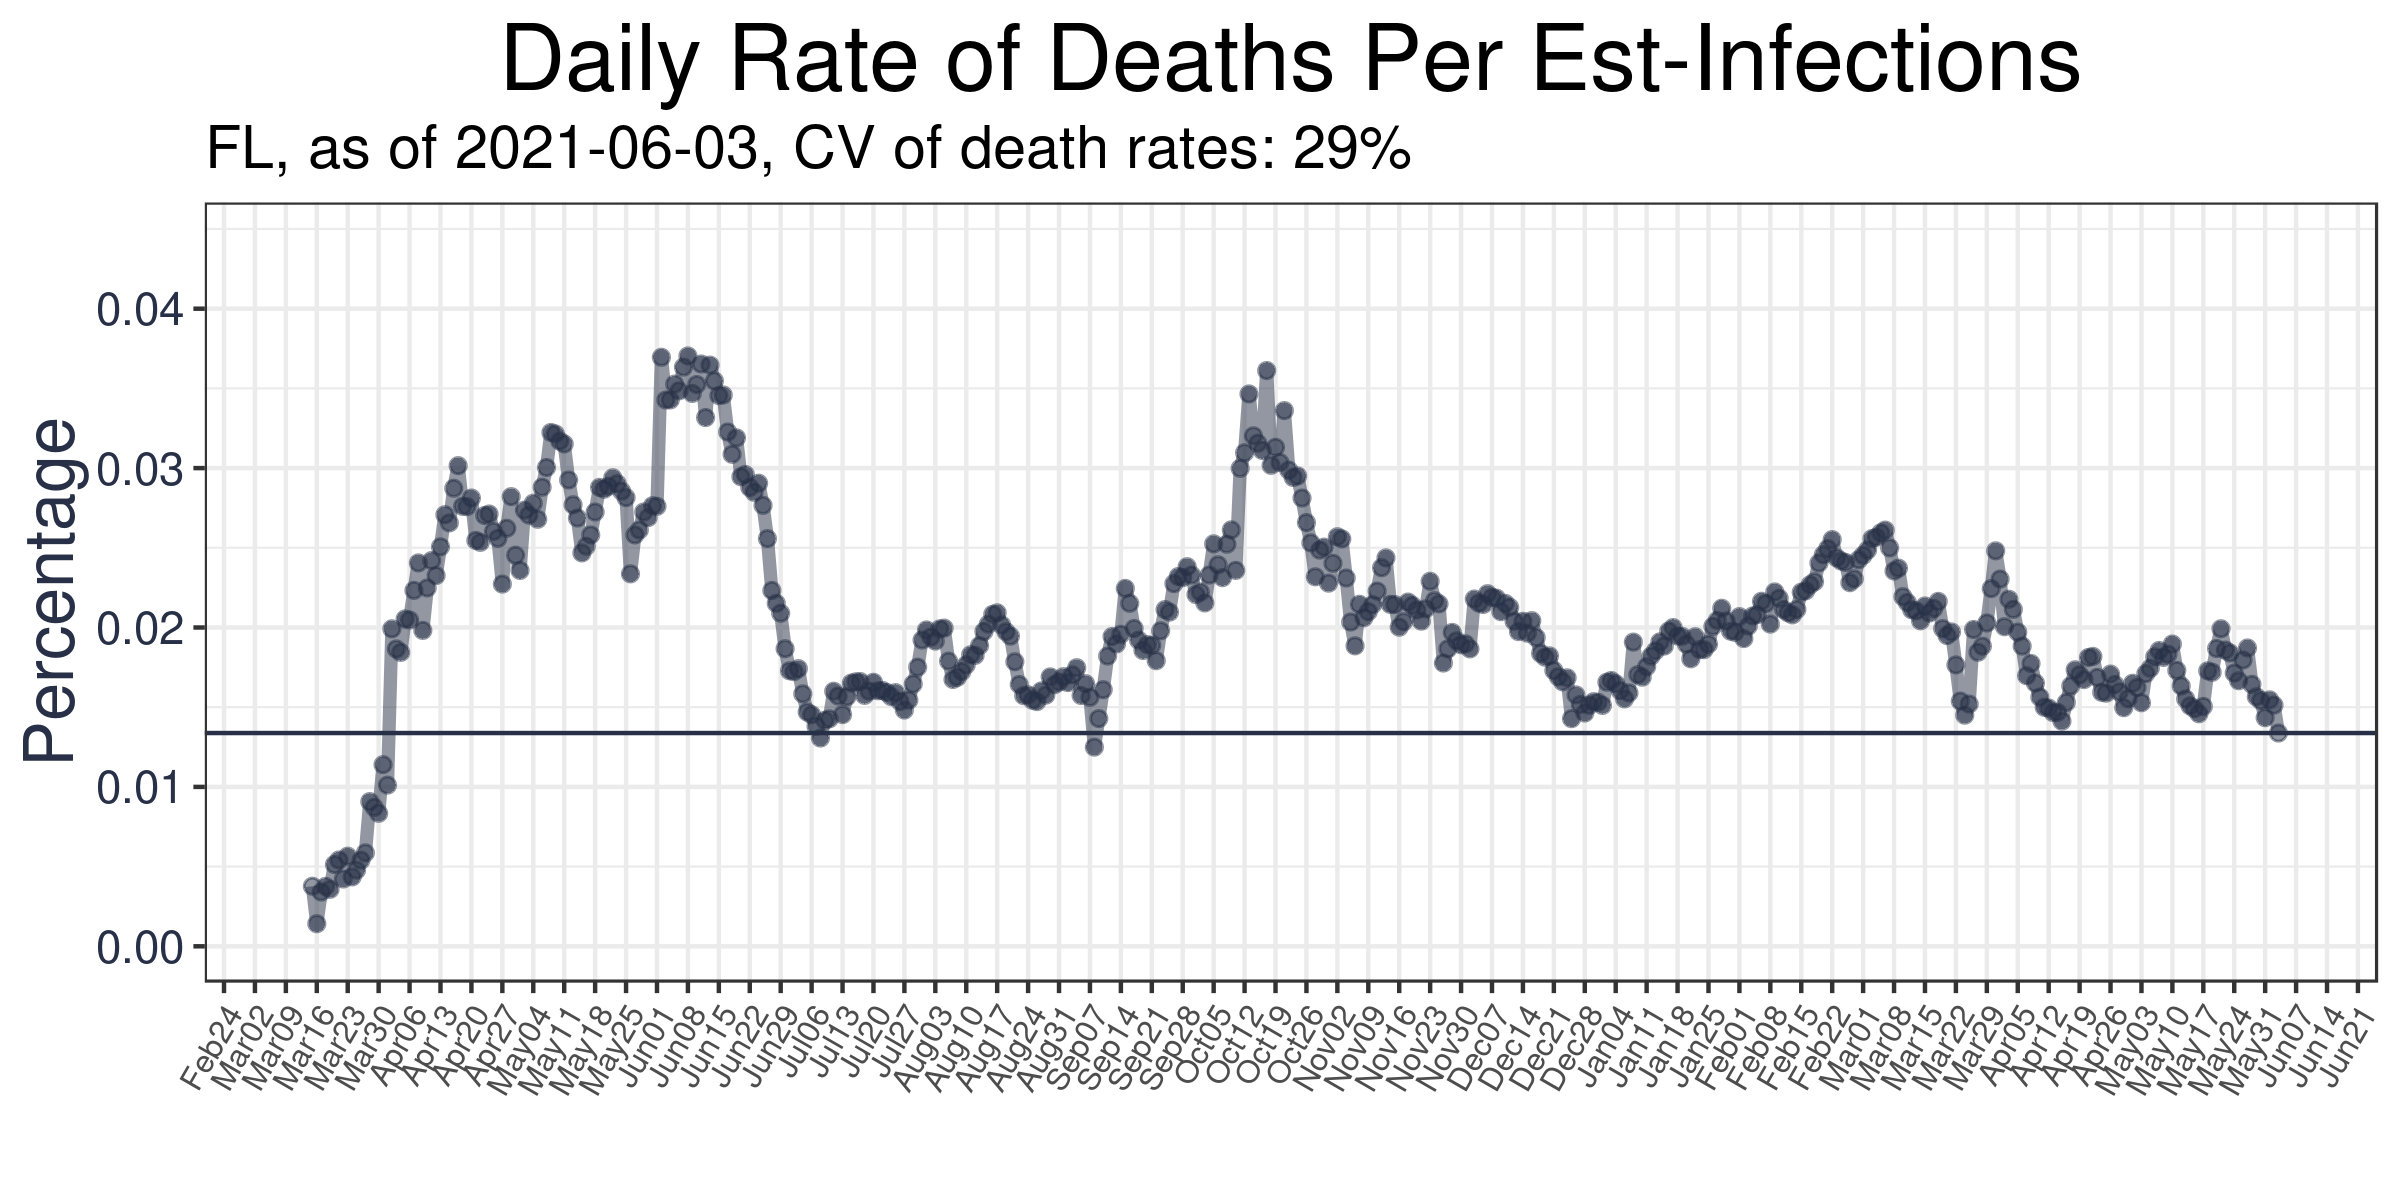 Daily Rate of Deaths Per Est-Infections
FL, as of 2021-06-03, CV of death rates: 29%
Percentage
0.04
0.03
0.02
0.01
0.00
Feb24 Mar02 Mar09 Mar16 Mar23 Mar30 Apr06 Apr13 Apr20 Apr27 May04 May11 May18 May25 Jun01 Jun08 Jun15 Jun22 Jun29 Jul06 Jul13 Jul20 Jul27 Aug03 Aug10 Aug17 Aug24 Aug31 Sep07 Sep14 Sep21 Sep28 Oct05 Oct12 Oct19 Oct26 Nov02 Nov09 Nov16 Nov23 Nov30 Dec07 Dec14 Dec21 Dec28 Jan04 Jan11 Jan18 Jan25 Feb01 Feb08 Feb15 Feb22 Mar01 Mar08 Mar15 Mar22 Mar29 Apr05 Apr12 Apr19 Apr26 May03 May10 May17 May24 May31 Jun07 Jun14 Jun21